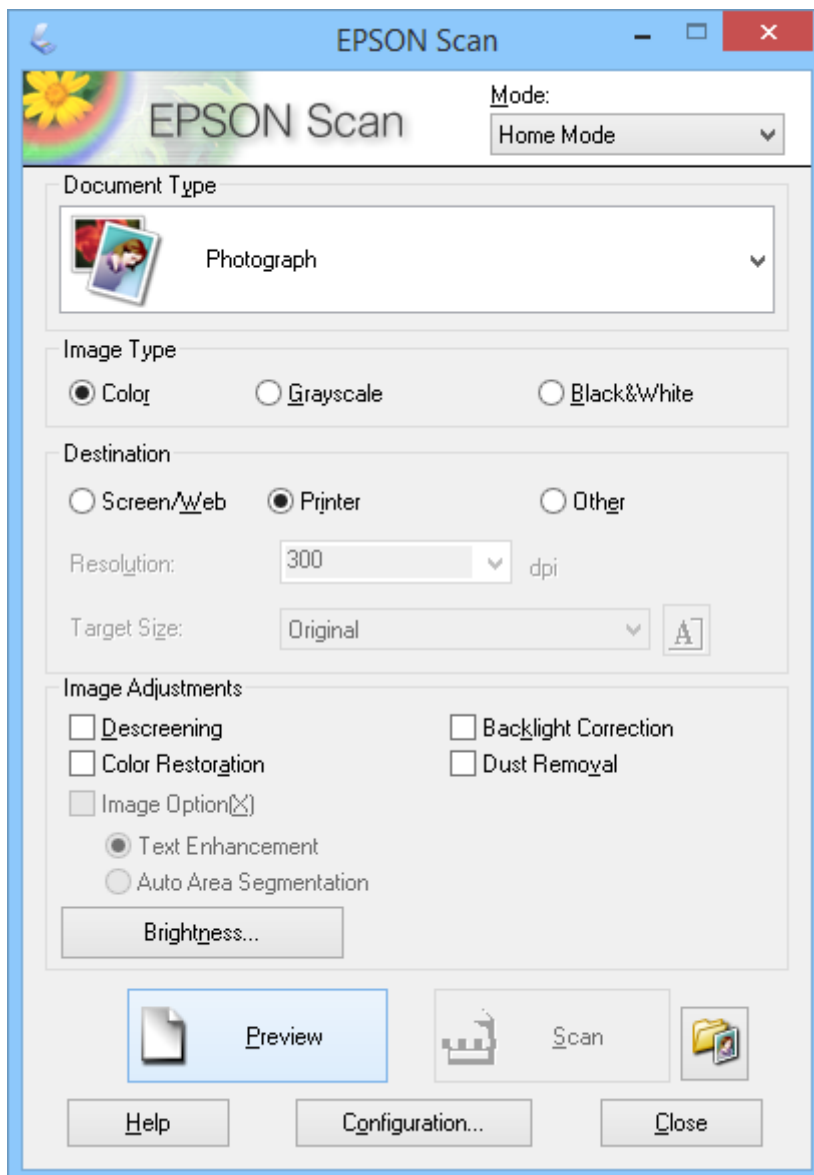 EPSON Scan
EPSON Scan
Mode:
Home Mode
Document Type
Photograph
Image Type
Color Grayscale Black&White
Destination
Screen/Web Printer Other
Resolution: 300 dpi
Target Size: Original A
Image Adjustments
Descreening Backlight Correction
Color Restoration Dust Removal
Image Option(X)
Text Enhancement
Auto Area Segmentation
Brightness...
Preview Scan
Help Configuration... Close